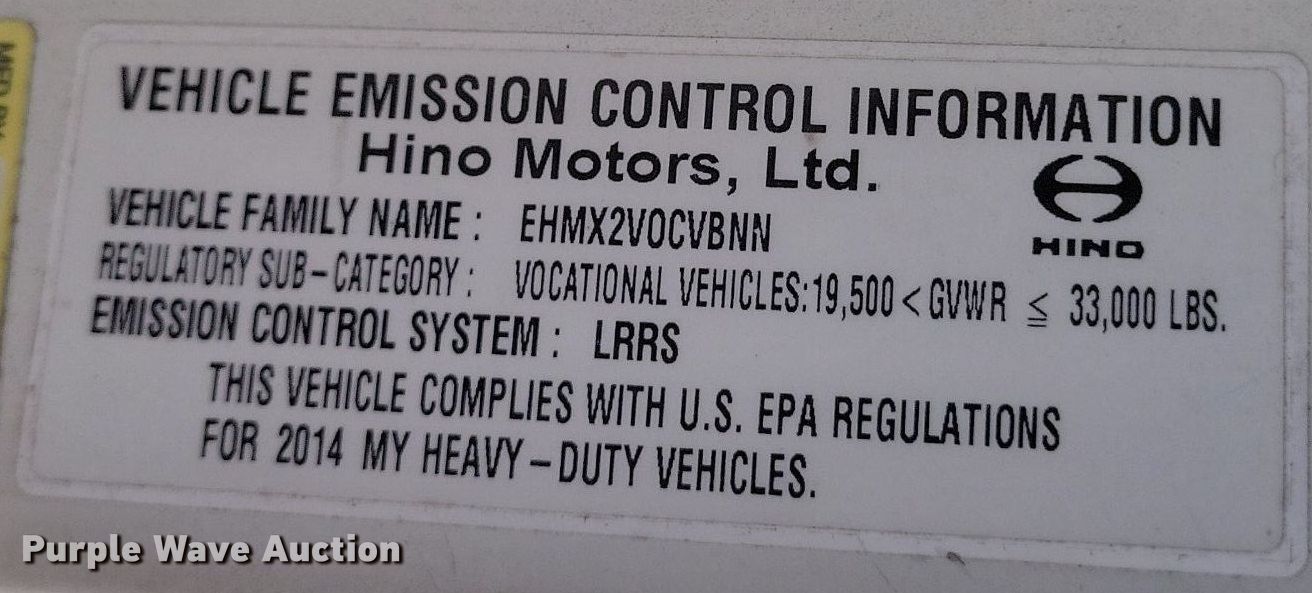 VEHICLE EMISSION CONTROL INFORMATION
Hino Motors, Ltd.
HINO
VEHICLE FAMILY NAME : EHMX2VOCVBNN
REGULATORY SUB-CATEGORY : VOCATIONAL VEHICLES:19,500 < GVWR ≦ 33,000 LBS.
EMISSION CONTROL SYSTEM : LRRS
THIS VEHICLE COMPLIES WITH U.S. EPA REGULATIONS
FOR 2014 MY HEAVY-DUTY VEHICLES.
Purple Wave Auction